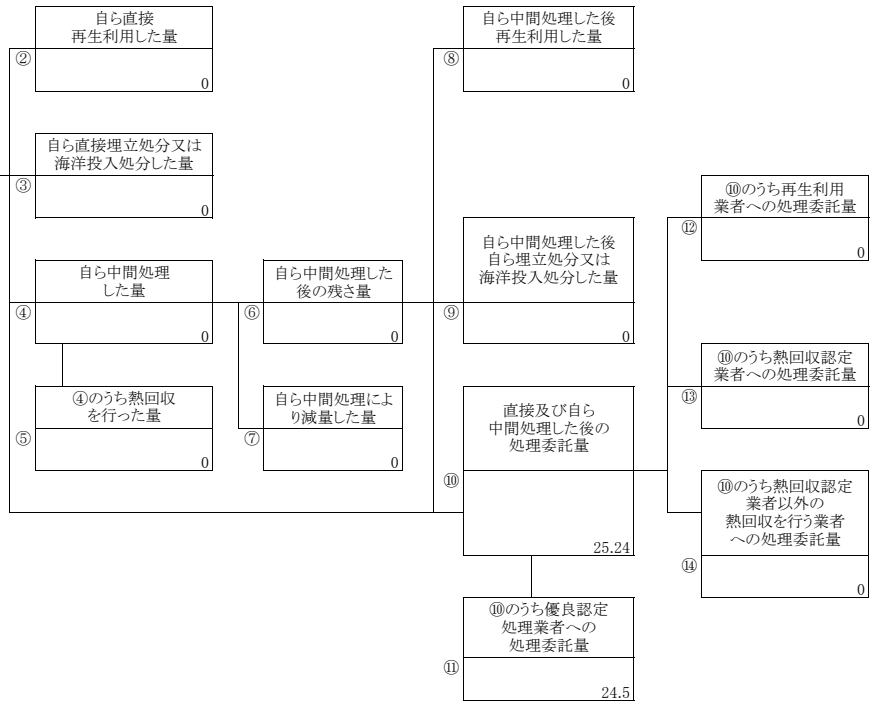 自ら直接
再生利用した量
②
0
自ら直接埋立処分又は
海洋投入処分した量
③
0
自ら中間処理
した量
④
0
④のうち熱回収
を行った量
⑤
0
自ら中間処理した
後の残さ量
⑥
0
自ら中間処理によ
り減量した量
⑦
0
自ら中間処理した後
再生利用した量
⑧
0
自ら中間処理した後
自ら埋立処分又は
海洋投入処分した量
⑨
0
直接及び自ら
中間処理した後の
処理委託量
⑩
25.24
⑩のうち優良認定
処理業者への
処理委託量
⑪
24.5
⑩のうち再生利用
業者への処理委託量
⑫
0
⑩のうち熱回収認定
業者への処理委託量
⑬
0
⑩のうち熱回収認定
業者以外の
熱回収を行う業者
への処理委託量
⑭
0